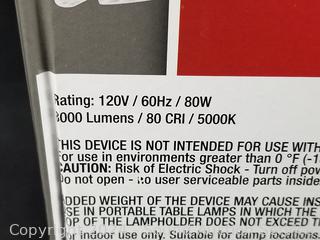 Rating: 120V / 60Hz / 80W
8000 Lumens / 80 CRI / 5000K
THIS DEVICE IS NOT INTENDED FOR USE WITH
For use in environments greater than 0 °F (-1
CAUTION: Risk of Electric Shock - Turn off pow
Do not open - no user serviceable parts inside.
ADDED WEIGHT OF THE DEVICE MAY CAUSE INS
USE IN PORTABLE TABLE LAMPS IN WHICH THE
TOP OF THE LAMPHOLDER DOES NOT EXCEED T
indoor use only. Suitable for damp locations.